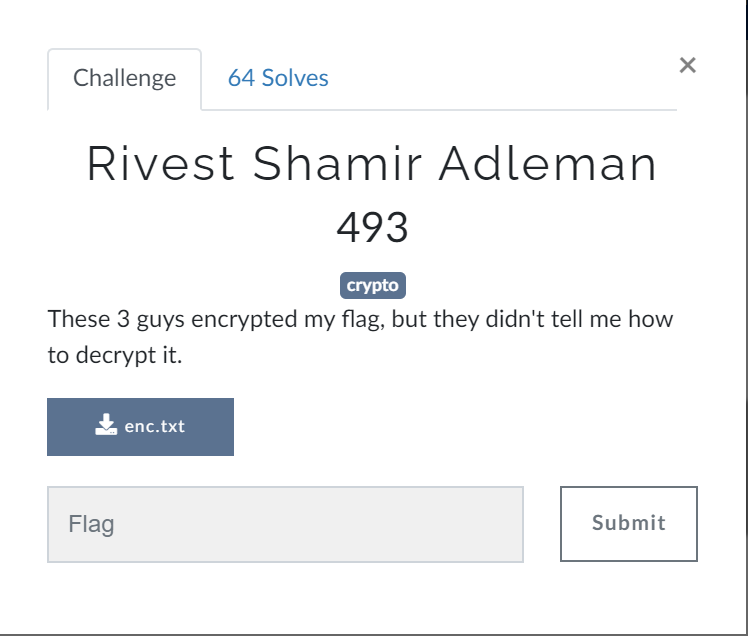 Challenge
64 Solves
×
Rivest Shamir Adleman
493
crypto
These 3 guys encrypted my flag, but they didn't tell me how
to decrypt it.
enc.txt
Flag
Submit